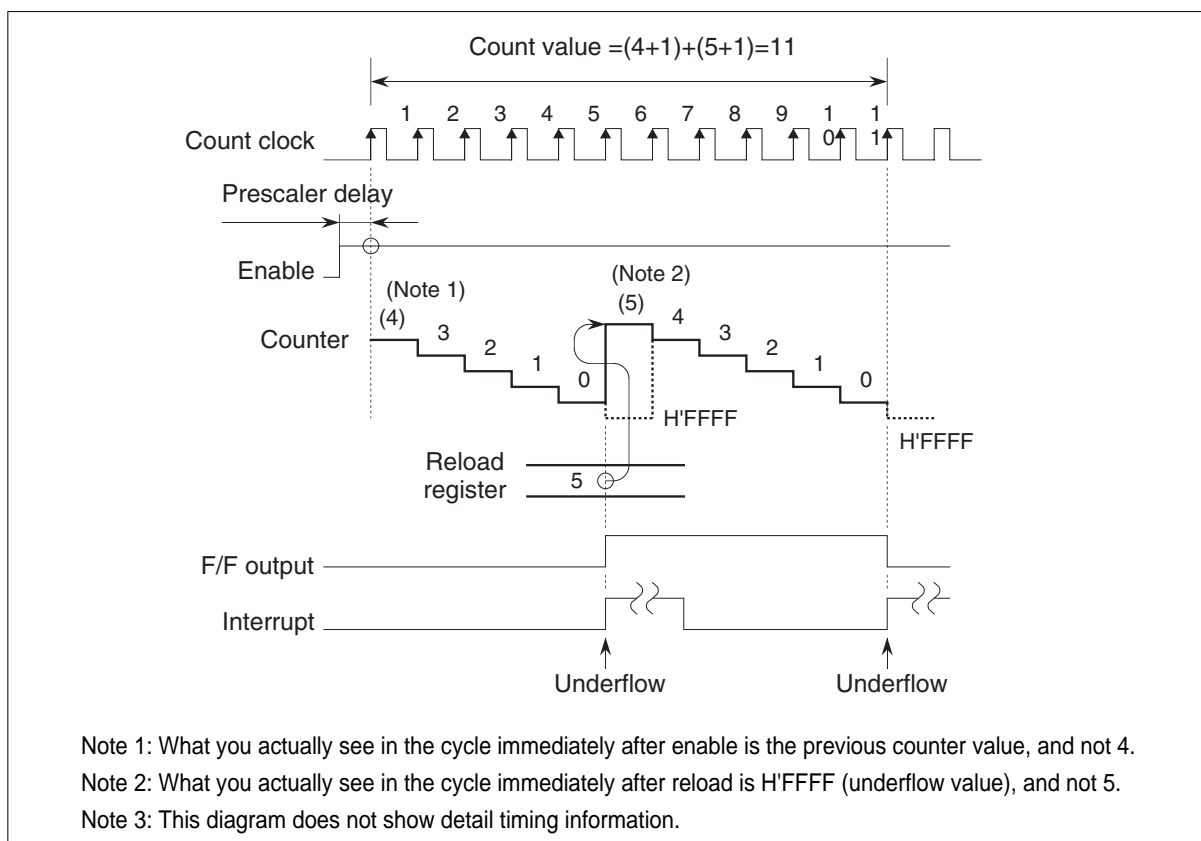 Count value =(4+1)+(5+1)=11
1 2 3 4 5 6 7 8 9 10 11
Count clock
Prescaler delay
Enable
(Note 1)
(Note 2)
Counter
(4) 3 2 1 0 (5) 4 3 2 1 0
H'FFFF
H'FFFF
Reload
register
5
F/F output
Interrupt
Underflow
Underflow
Note 1: What you actually see in the cycle immediately after enable is the previous counter value, and not 4.
Note 2: What you actually see in the cycle immediately after reload is H'FFFF (underflow value), and not 5.
Note 3: This diagram does not show detail timing information.